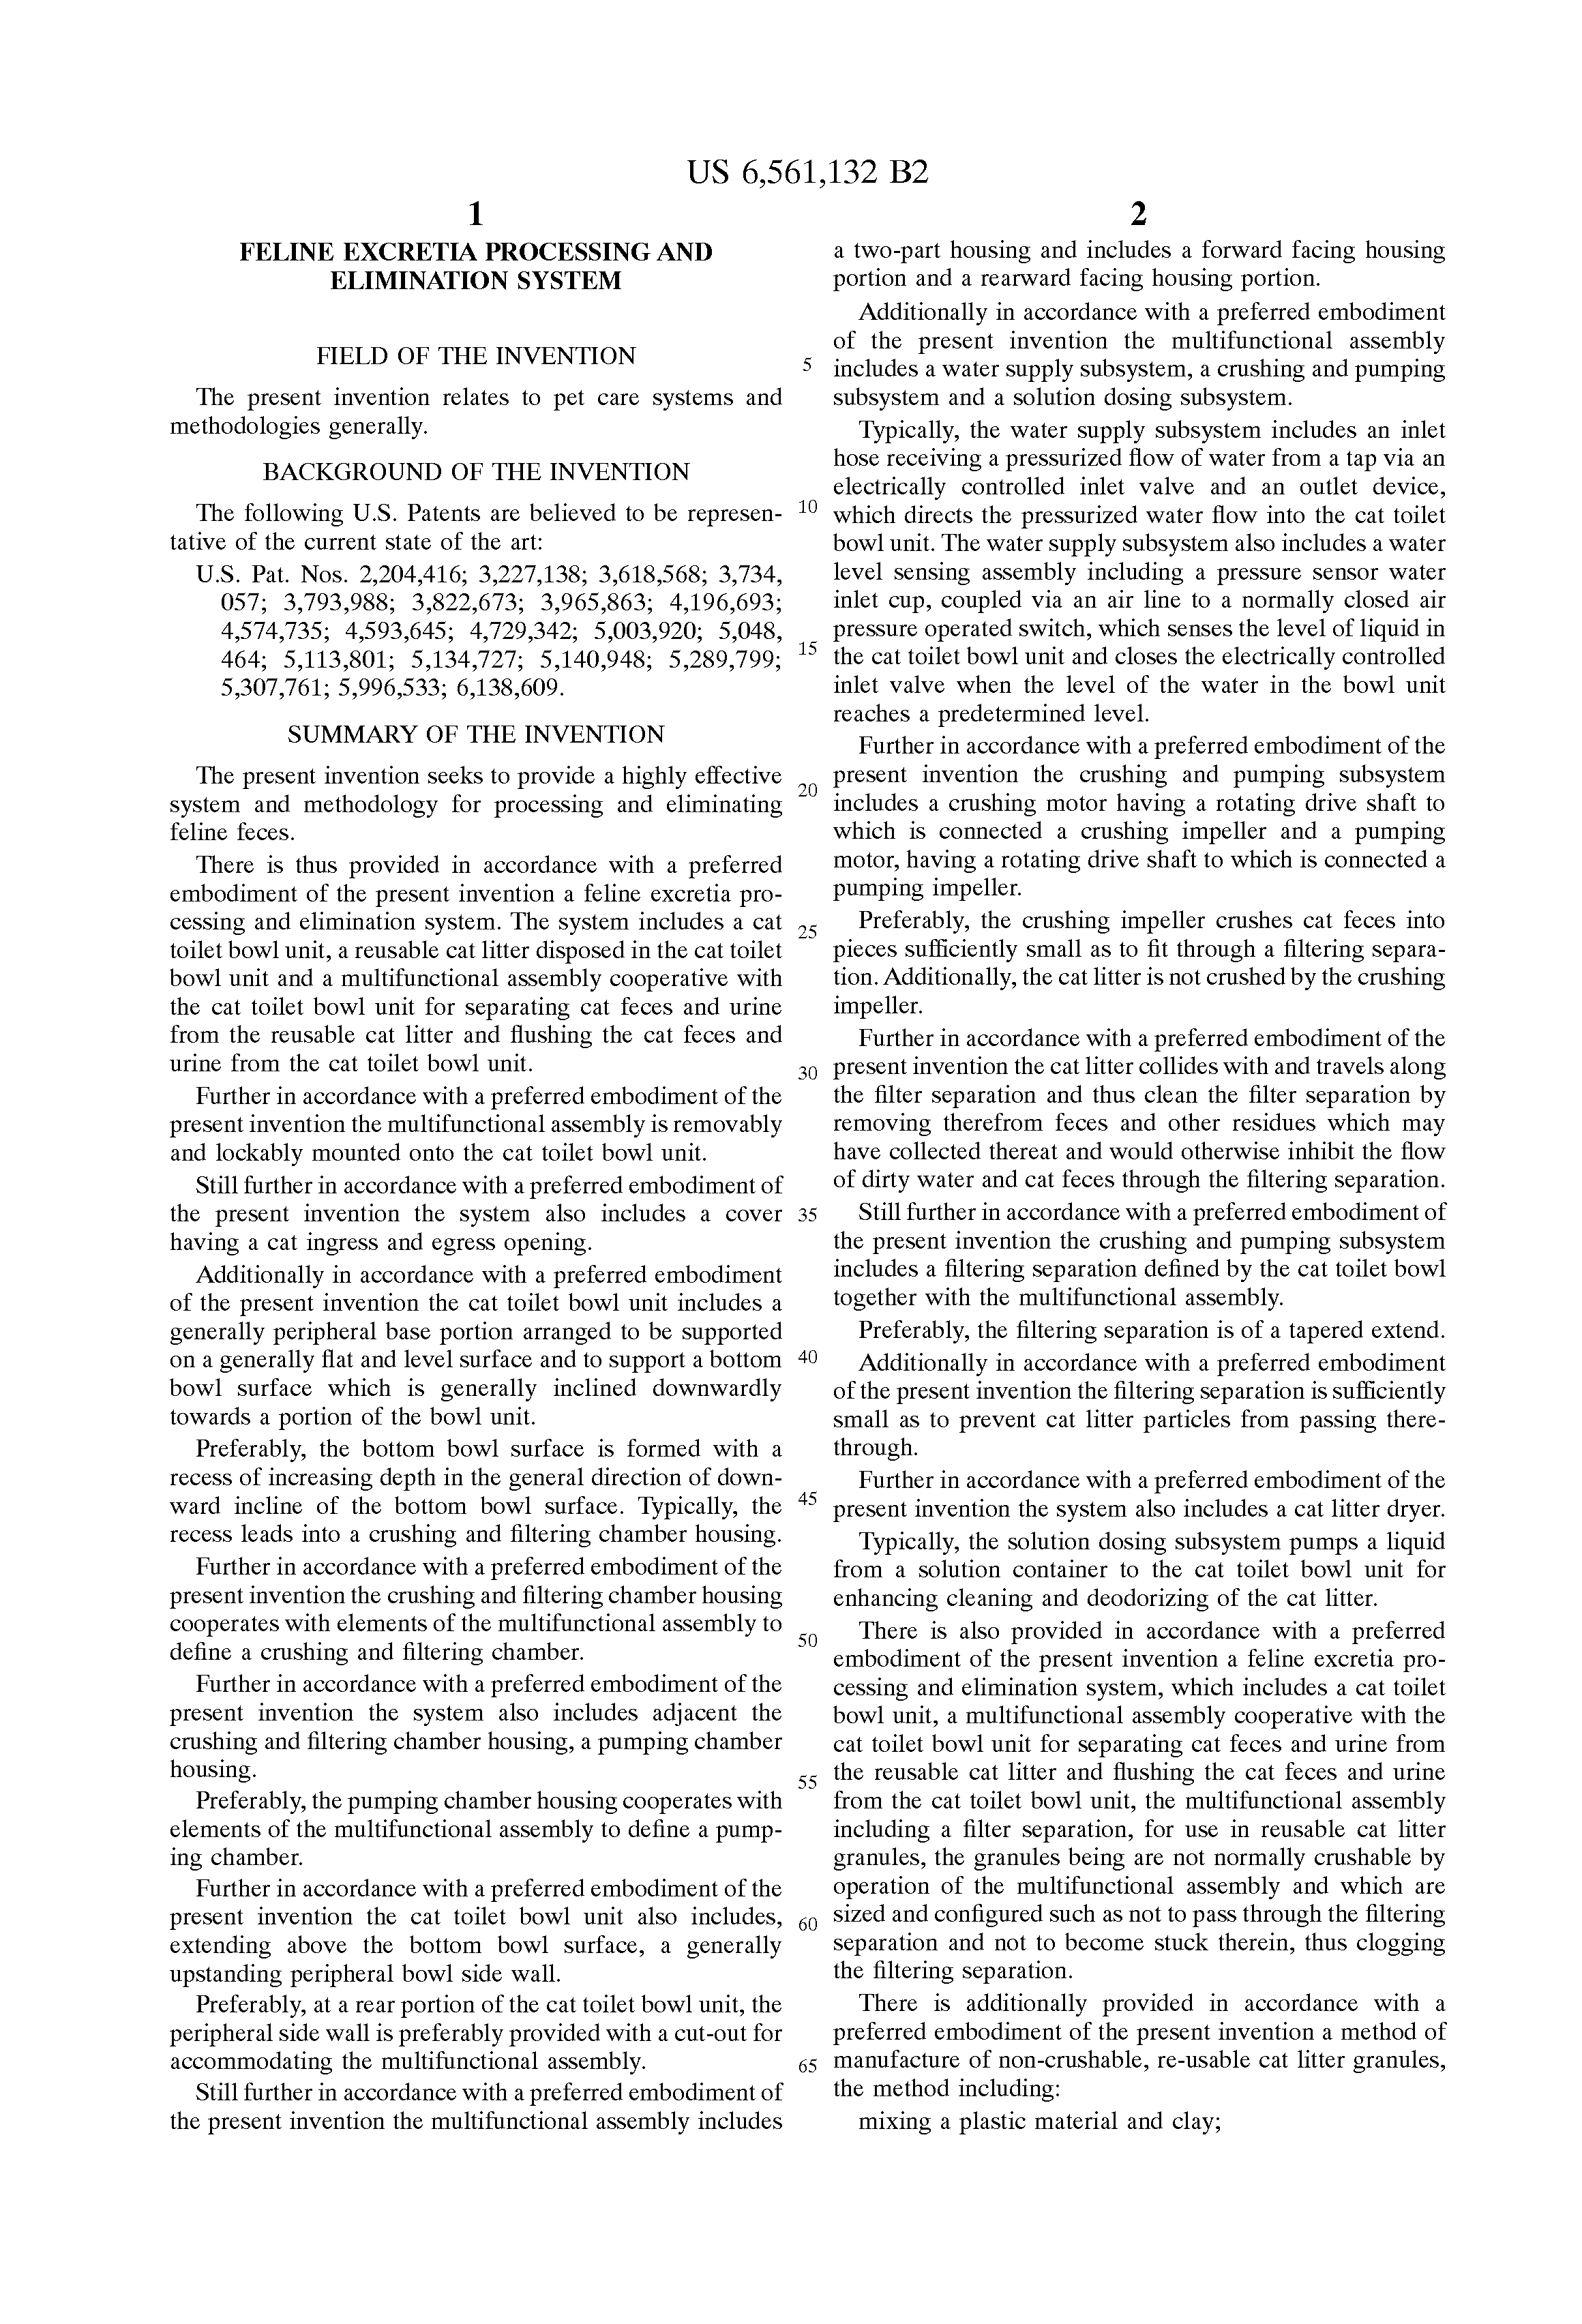 US 6,561,132 B2
1
FELINE EXCRETIA PROCESSING AND
ELIMINATION SYSTEM
FIELD OF THE INVENTION
The present invention relates to pet care systems and
methodologies generally.
BACKGROUND OF THE INVENTION
The following U.S. Patents are believed to be represen-
tative of the current state of the art:
U.S. Pat. Nos. 2,204,416; 3,227,138; 3,618,568; 3,734,
057; 3,793,988; 3,822,673; 3,965,863; 4,196,693;
4,574,735; 4,593,645; 4,729,342; 5,003,920; 5,048,
464; 5,113,801; 5,134,727; 5,140,948; 5,289,799;
5,307,761; 5,996,533; 6,138,609.
SUMMARY OF THE INVENTION
The present invention seeks to provide a highly effective
system and methodology for processing and eliminating
feline feces.
There is thus provided in accordance with a preferred
embodiment of the present invention a feline excretia pro-
cessing and elimination system. The system includes a cat
toilet bowl unit, a reusable cat litter disposed in the cat toilet
bowl unit and a multifunctional assembly cooperative with
the cat toilet bowl unit for separating cat feces and urine
from the reusable cat litter and flushing the cat feces and
urine from the cat toilet bowl unit.
Further in accordance with a preferred embodiment of the
present invention the multifunctional assembly is removably
and lockably mounted onto the cat toilet bowl unit.
Still further in accordance with a preferred embodiment of
the present invention the system also includes a cover
having a cat ingress and egress opening.
Additionally in accordance with a preferred embodiment
of the present invention the cat toilet bowl unit includes a
generally peripheral base portion arranged to be supported
on a generally flat and level surface and to support a bottom
bowl surface which is generally inclined downwardly
towards a portion of the bowl unit.
Preferably, the bottom bowl surface is formed with a
recess of increasing depth in the general direction of down-
ward incline of the bottom bowl surface. Typically, the
recess leads into a crushing and filtering chamber housing.
Further in accordance with a preferred embodiment of the
present invention the crushing and filtering chamber housing
cooperates with elements of the multifunctional assembly to
define a crushing and filtering chamber.
Further in accordance with a preferred embodiment of the
present invention the system also includes adjacent the
crushing and filtering chamber housing, a pumping chamber
housing.
Preferably, the pumping chamber housing cooperates with
elements of the multifunctional assembly to define a pump-
ing chamber.
Further in accordance with a preferred embodiment of the
present invention the cat toilet bowl unit also includes,
extending above the bottom bowl surface, a generally
upstanding peripheral bowl side wall.
Preferably, at a rear portion of the cat toilet bowl unit, the
peripheral side wall is preferably provided with a cut-out for
accommodating the multifunctional assembly.
Still further in accordance with a preferred embodiment of
the present invention the multifunctional assembly includes
5
10
15
20
25
30
35
40
45
50
55
60
65
2
a two-part housing and includes a forward facing housing
portion and a rearward facing housing portion.
Additionally in accordance with a preferred embodiment
of the present invention the multifunctional assembly
includes a water supply subsystem, a crushing and pumping
subsystem and a solution dosing subsystem.
Typically, the water supply subsystem includes an inlet
hose receiving a pressurized flow of water from a tap via an
electrically controlled inlet valve and an outlet device,
which directs the pressurized water flow into the cat toilet
bowl unit. The water supply subsystem also includes a water
level sensing assembly including a pressure sensor water
inlet cup, coupled via an air line to a normally closed air
pressure operated switch, which senses the level of liquid in
the cat toilet bowl unit and closes the electrically controlled
inlet valve when the level of the water in the bowl unit
reaches a predetermined level.
Further in accordance with a preferred embodiment of the
present invention the crushing and pumping subsystem
includes a crushing motor having a rotating drive shaft to
which is connected a crushing impeller and a pumping
motor, having a rotating drive shaft to which is connected a
pumping impeller.
Preferably, the crushing impeller crushes cat feces into
pieces sufficiently small as to fit through a filtering separa-
tion. Additionally, the cat litter is not crushed by the crushing
impeller.
Further in accordance with a preferred embodiment of the
present invention the cat litter collides with and travels along
the filter separation and thus clean the filter separation by
removing therefrom feces and other residues which may
have collected thereat and would otherwise inhibit the flow
of dirty water and cat feces through the filtering separation.
Still further in accordance with a preferred embodiment of
the present invention the crushing and pumping subsystem
includes a filtering separation defined by the cat toilet bowl
together with the multifunctional assembly.
Preferably, the filtering separation is of a tapered extend.
Additionally in accordance with a preferred embodiment
of the present invention the filtering separation is sufficiently
small as to prevent cat litter particles from passing there-
through.
Further in accordance with a preferred embodiment of the
present invention the system also includes a cat litter dryer.
Typically, the solution dosing subsystem pumps a liquid
from a solution container to the cat toilet bowl unit for
enhancing cleaning and deodorizing of the cat litter.
There is also provided in accordance with a preferred
embodiment of the present invention a feline excretia pro-
cessing and elimination system, which includes a cat toilet
bowl unit, a multifunctional assembly cooperative with the
cat toilet bowl unit for separating cat feces and urine from
the reusable cat litter and flushing the cat feces and urine
from the cat toilet bowl unit, the multifunctional assembly
including a filter separation, for use in reusable cat litter
granules, the granules being are not normally crushable by
operation of the multifunctional assembly and which are
sized and configured such as not to pass through the filtering
separation and not to become stuck therein, thus clogging
the filtering separation.
There is additionally provided in accordance with a
preferred embodiment of the present invention a method of
manufacture of non-crushable, re-usable cat litter granules,
the method including:
mixing a plastic material and clay;